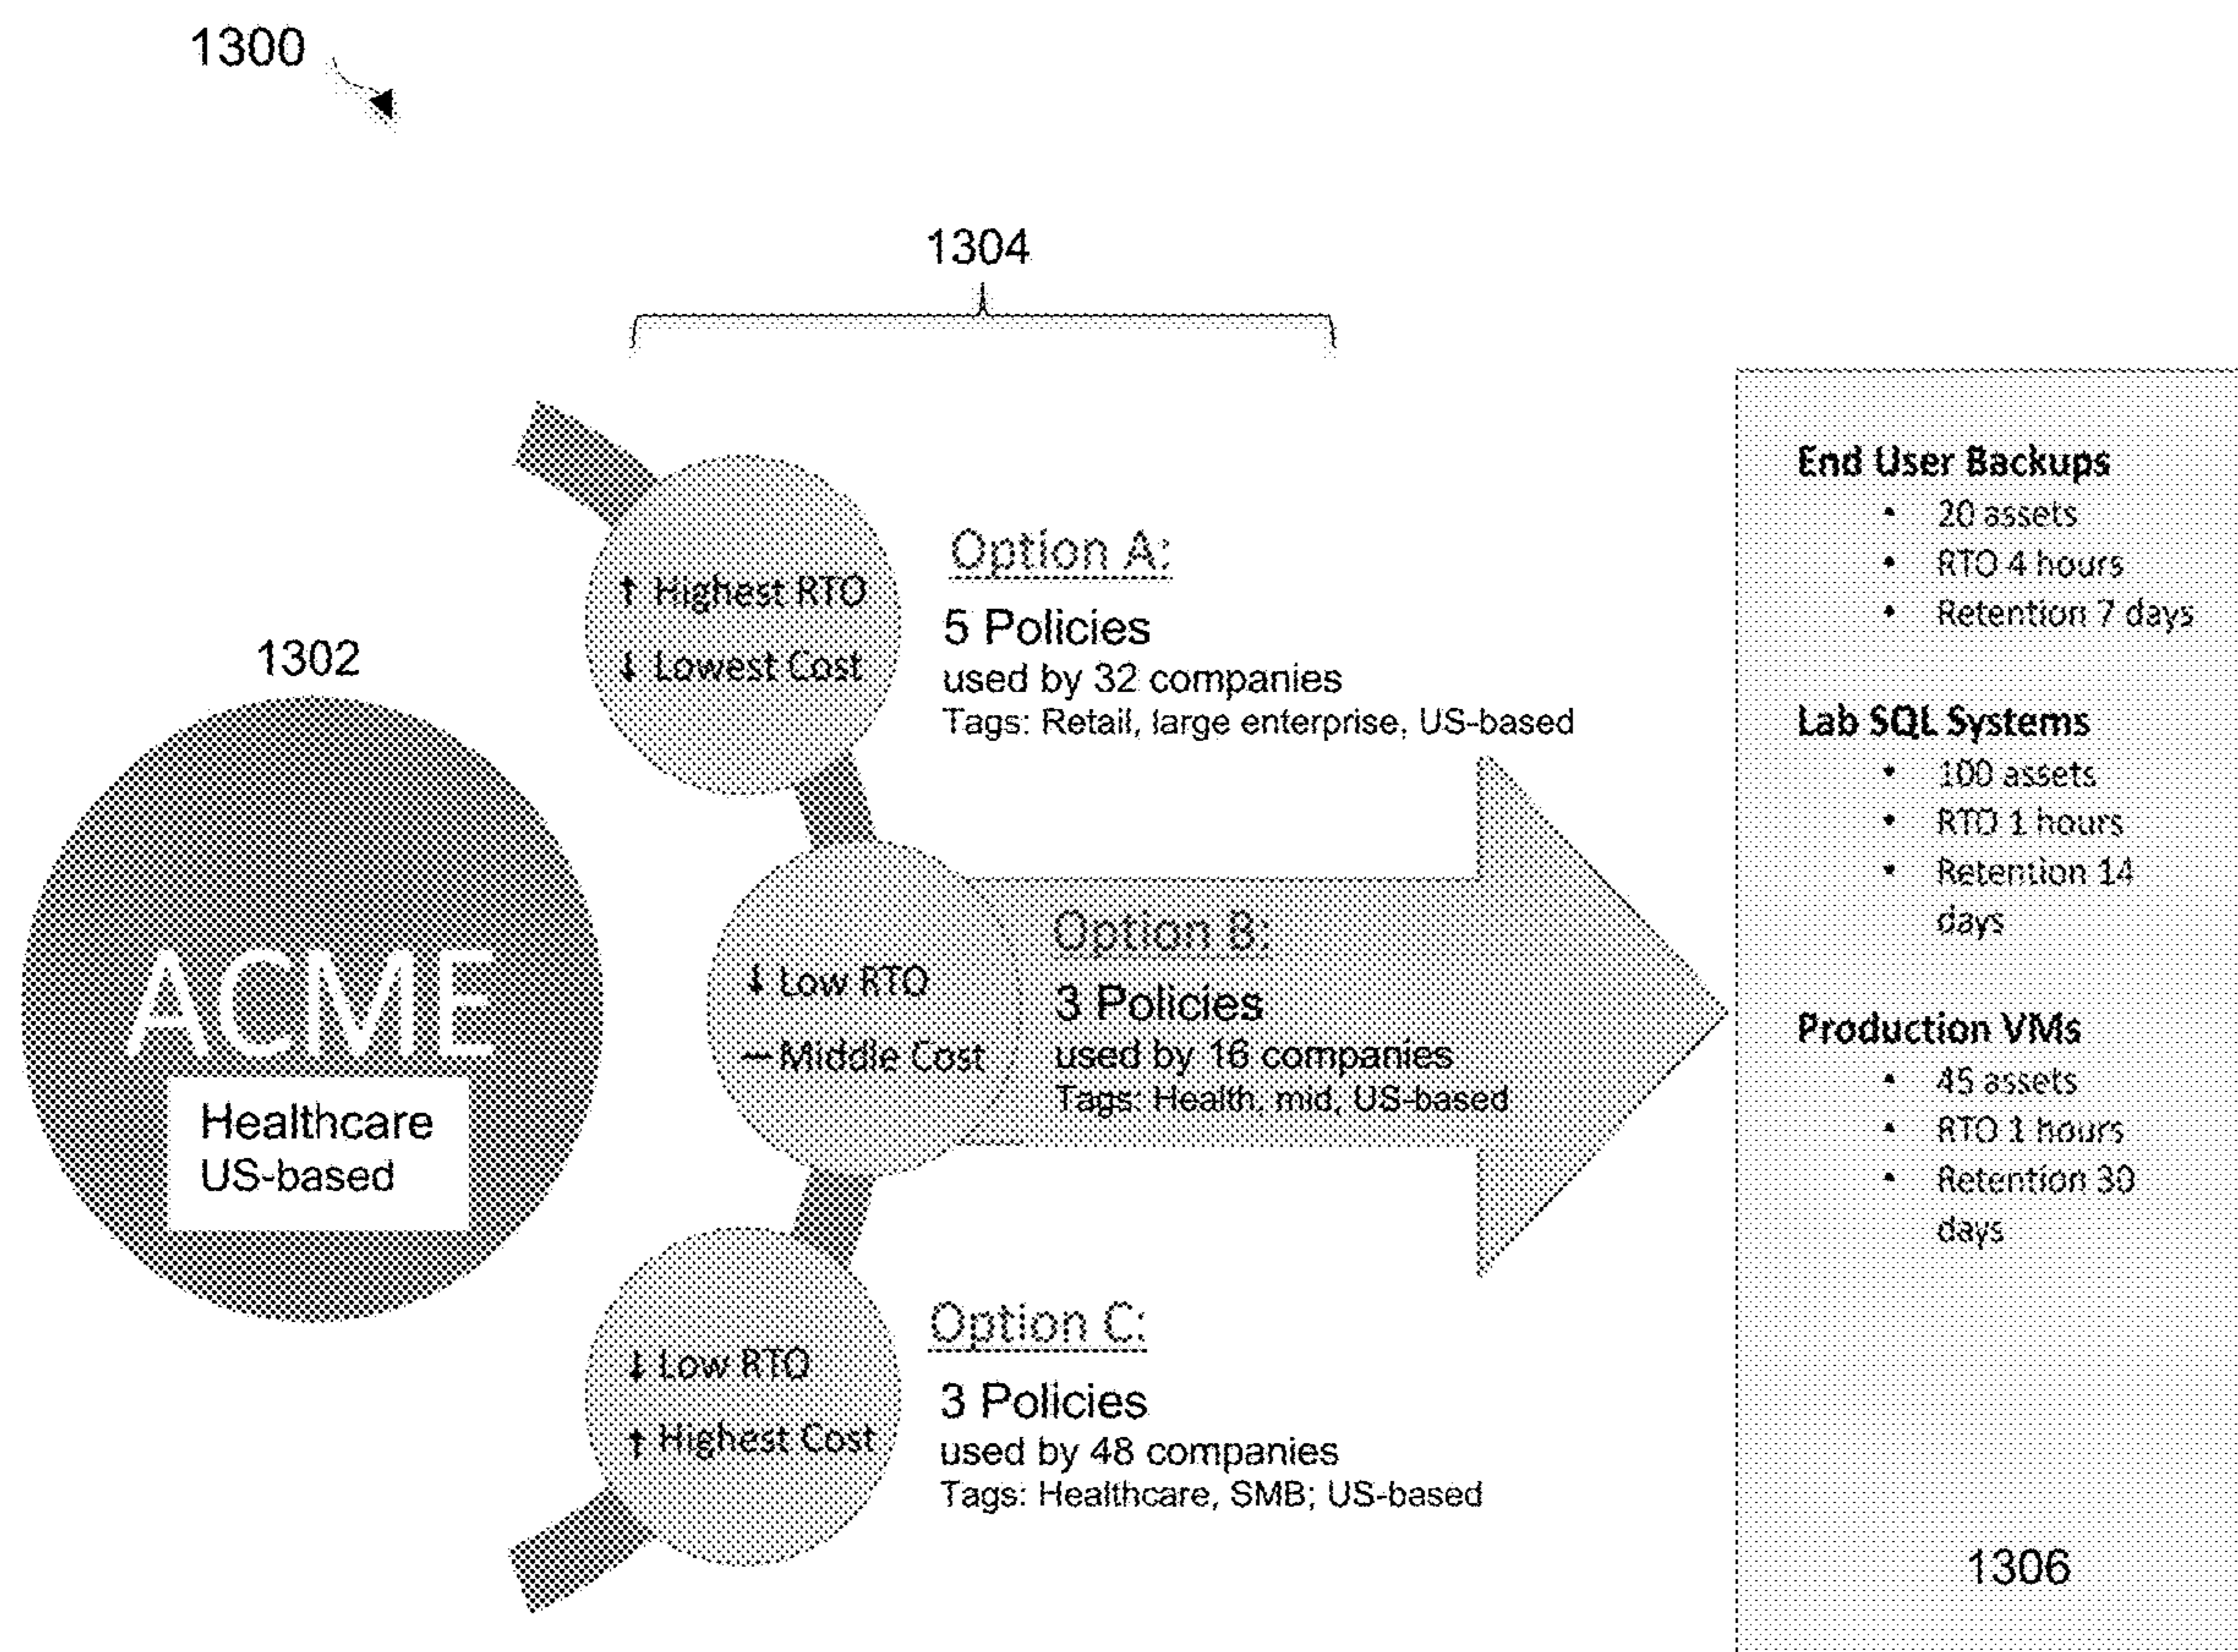 1300
1304
1302
ACME
Healthcare
US-based
↑ Highest RTO
↓ Lowest Cost
Option A:
5 Policies
used by 32 companies
Tags: Retail, large enterprise, US-based
↓ Low RTO
– Middle Cost
Option B:
3 Policies
used by 16 companies
Tags: Health, mid, US-based
↓ Low RTO
↑ Highest Cost
Option C:
3 Policies
used by 48 companies
Tags: Healthcare, SMB; US-based
End User Backups
• 20 assets
• RTO 4 hours
• Retention 7 days
Lab SQL Systems
• 100 assets
• RTO 1 hours
• Retention 14
days
Production VMs
• 45 assets
• RTO 1 hours
• Retention 30
days
1306